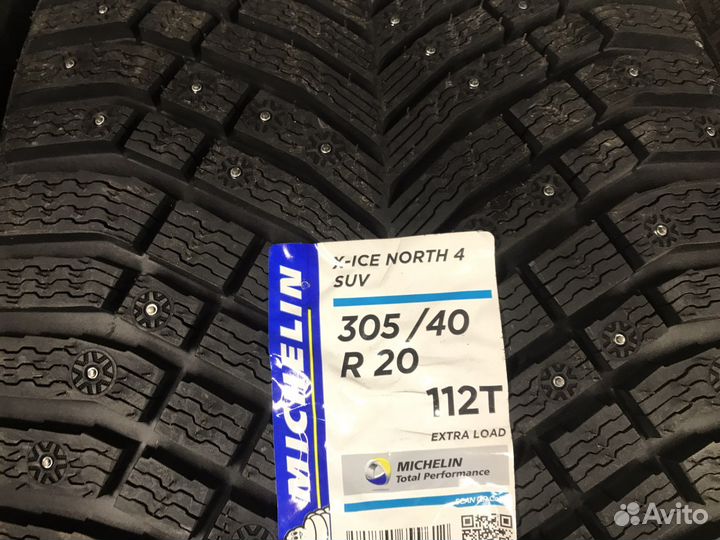 MICHELIN
X-ICE NORTH 4
SUV
305/40
R 20
112T
EXTRA LOAD
MICHELIN
Total Performance
Avito